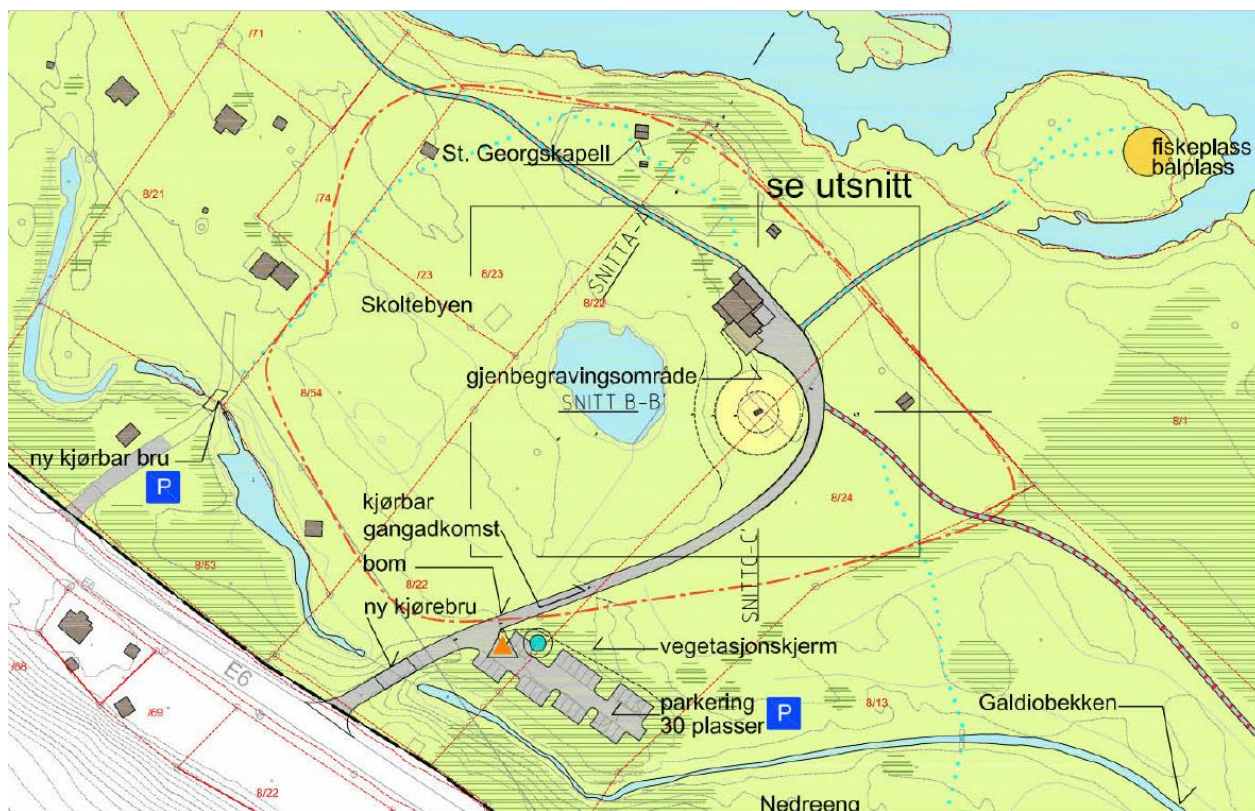 /71
St. Georgskapell
fiskeplass
bålplass
se utsnitt
8/21
/74
SNITT A-A'
/23
8/23
8/22
Skoltebyen
gjenbegravingsområde
SNITT B-B'
8/54
8/1
ny kjørbar bru
P
kjørbar
gangadkomst
8/24
bom
8/53
8/22
ny kjørebru
SNITT C-C'
vegetasjonskjerm
E6
E6
/68
/69
parkering
30 plasser
P
8/13
Galdiobekken
8/22
Nedreeng